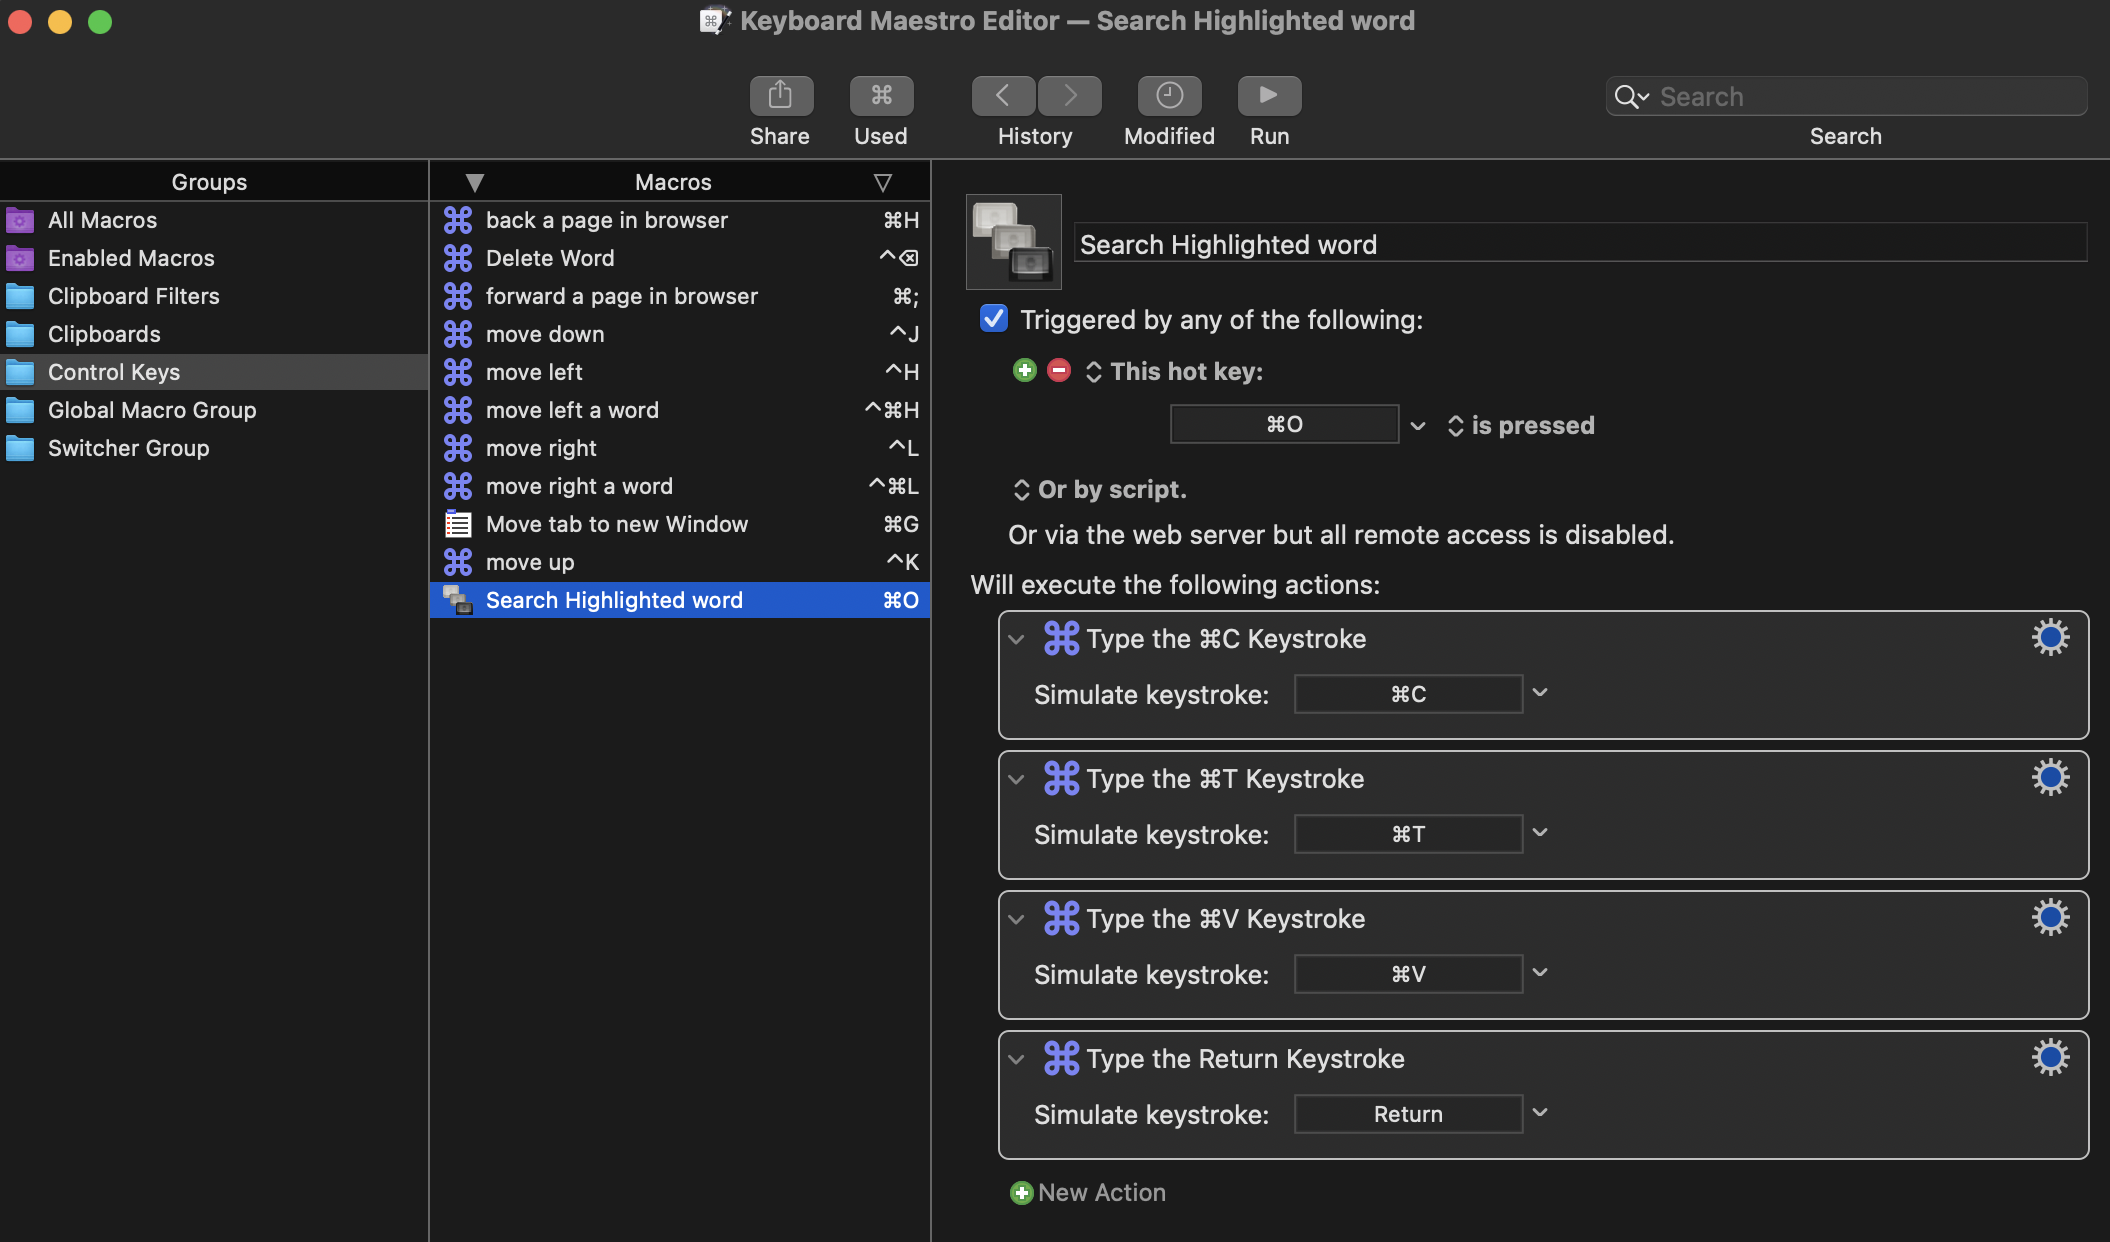 Keyboard Maestro Editor — Search Highlighted word
Share
Used
History
Modified
Run
Search
Search
Groups
All Macros
Enabled Macros
Clipboard Filters
Clipboards
Control Keys
Global Macro Group
Switcher Group
Macros
back a page in browser ⌘H
Delete Word ^⌫
forward a page in browser ⌘;
move down ^J
move left ^H
move left a word ^⌘H
move right ^L
move right a word ^⌘L
Move tab to new Window ⌘G
move up ^K
Search Highlighted word ⌘O
Search Highlighted word
Triggered by any of the following:
This hot key:
⌘O is pressed
Or by script.
Or via the web server but all remote access is disabled.
Will execute the following actions:
Type the ⌘C Keystroke
Simulate keystroke: ⌘C
Type the ⌘T Keystroke
Simulate keystroke: ⌘T
Type the ⌘V Keystroke
Simulate keystroke: ⌘V
Type the Return Keystroke
Simulate keystroke: Return
New Action